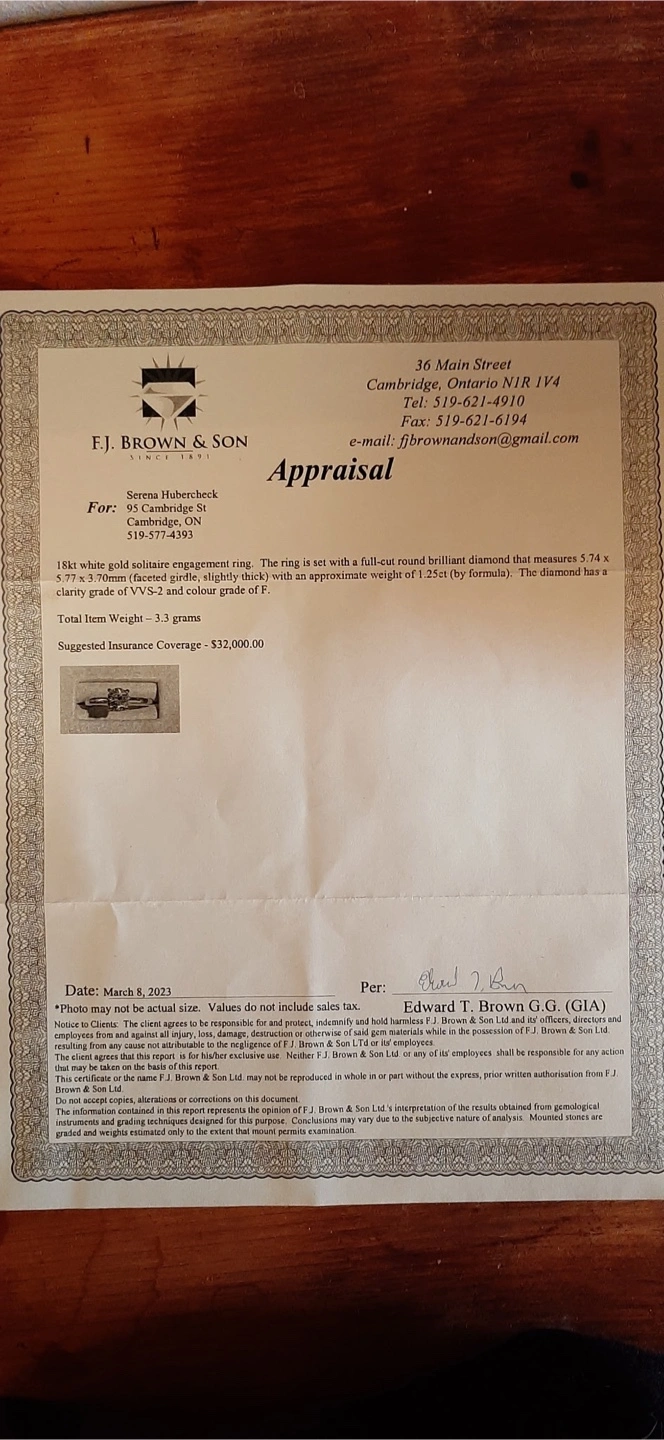 F.J. BROWN & SON
SINCE 1891
36 Main Street
Cambridge, Ontario N1R 1V4
Tel: 519-621-4910
Fax: 519-621-6194
e-mail: fjbrownandson@gmail.com
Appraisal
For:
Serena Hubercheck
95 Cambridge St
Cambridge, ON
519-577-4393
18kt white gold solitaire engagement ring. The ring is set with a full-cut round brilliant diamond that measures 5.74 x
5.77 x 3.70mm (faceted girdle, slightly thick) with an approximate weight of 1.25ct (by formula). The diamond has a
clarity grade of VVS-2 and colour grade of F.
Total Item Weight – 3.3 grams
Suggested Insurance Coverage - $32,000.00
Date: March 8, 2023
Per:
*Photo may not be actual size. Values do not include sales tax.
Edward T. Brown G.G. (GIA)
Notice to Clients: The client agrees to be responsible for and protect, indemnify and hold harmless F.J. Brown & Son Ltd and its' officers, directors and
employees from and against all injury, loss, damage, destruction or otherwise of said gem materials while in the possession of F.J. Brown & Son Ltd.
resulting from any cause not attributable to the negligence of F.J. Brown & Son LTd or its' employees.
The client agrees that this report is for his/her exclusive use. Neither F.J. Brown & Son Ltd. or any of its' employees shall be responsible for any action
that may be taken on the basis of this report.
This certificate or the name F.J. Brown & Son Ltd. may not be reproduced in whole in or part without the express, prior written authorisation from F.J.
Brown & Son Ltd.
Do not accept copies, alterations or corrections on this document.
The information contained in this report represents the opinion of F.J. Brown & Son Ltd.'s interpretation of the results obtained from gemological
instruments and grading techniques designed for this purpose. Conclusions may vary due to the subjective nature of analysis. Mounted stones are
graded and weights estimated only to the extent that mount permits examination.